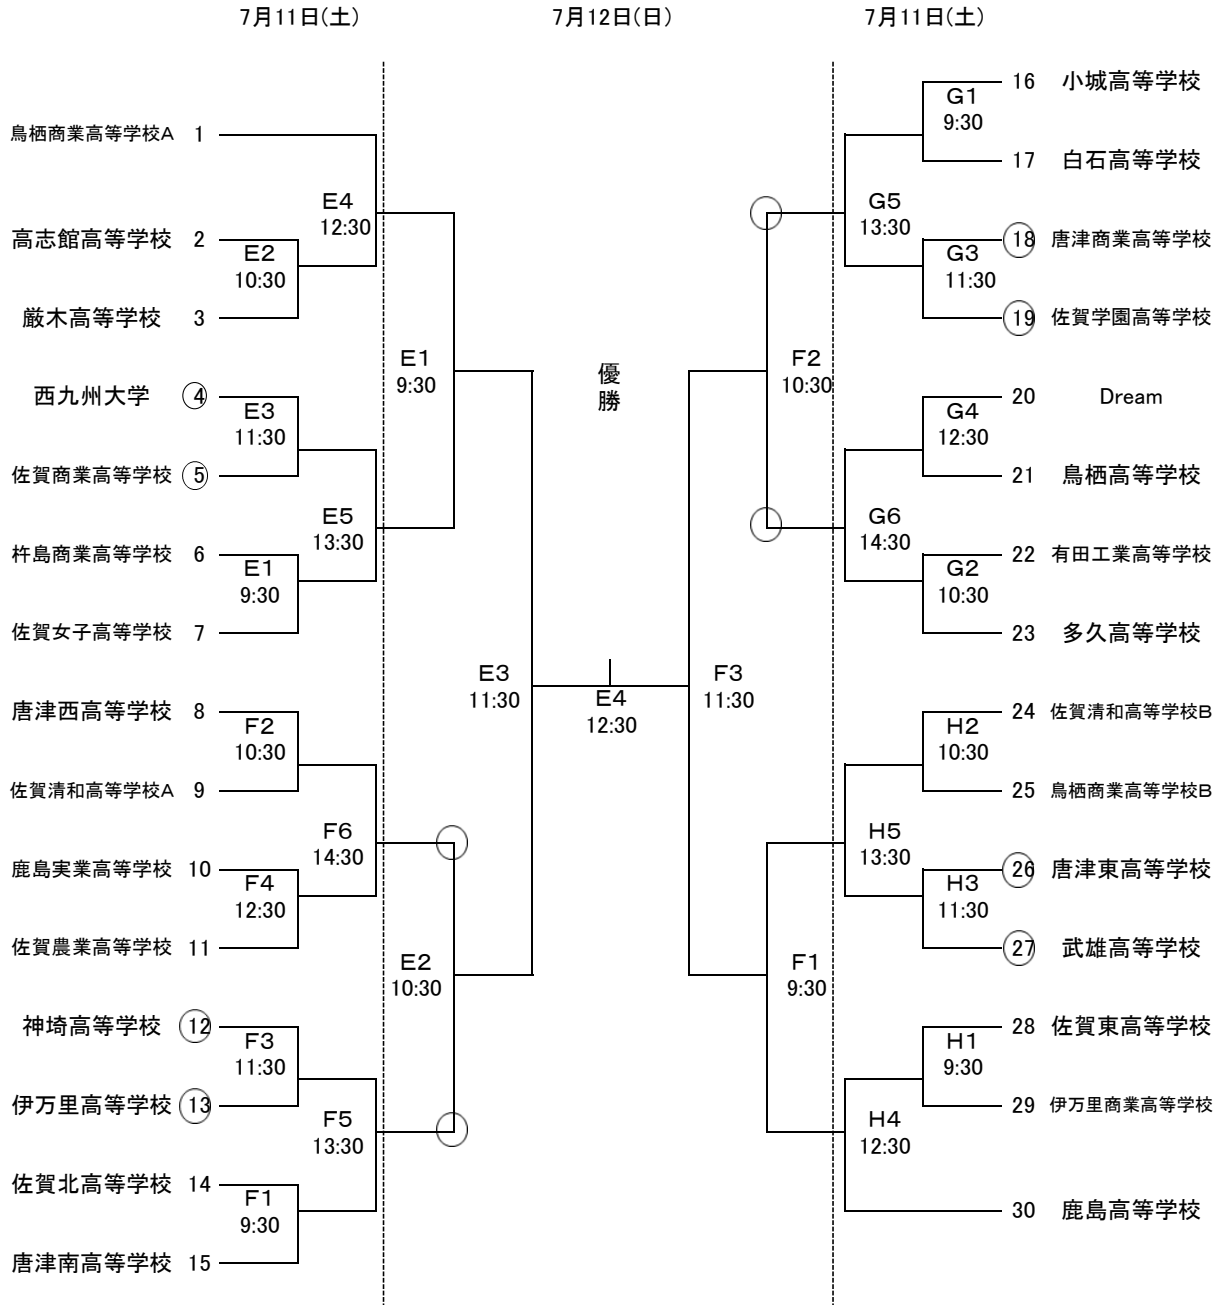 7月11日(土)
7月12日(日)
7月11日(土)
鳥栖商業高等学校A 1
E4
12:30
高志館高等学校 2
E2
10:30
厳木高等学校 3
E1
9:30
西九州大学 4
E3
11:30
佐賀商業高等学校 5
E5
13:30
杵島商業高等学校 6
E1
9:30
佐賀女子高等学校 7
E3
11:30
唐津西高等学校 8
F2
10:30
佐賀清和高等学校A 9
F6
14:30
鹿島実業高等学校 10
F4
12:30
佐賀農業高等学校 11
E2
10:30
神埼高等学校 12
F3
11:30
伊万里高等学校 13
F5
13:30
佐賀北高等学校 14
F1
9:30
唐津南高等学校 15
優
勝
E4
12:30
16 小城高等学校
G1
9:30
17 白石高等学校
G5
13:30
18 唐津商業高等学校
G3
11:30
19 佐賀学園高等学校
F2
10:30
20 Dream
G4
12:30
21 鳥栖高等学校
G6
14:30
22 有田工業高等学校
G2
10:30
23 多久高等学校
F3
11:30
24 佐賀清和高等学校B
H2
10:30
25 鳥栖商業高等学校B
H5
13:30
26 唐津東高等学校
H3
11:30
27 武雄高等学校
F1
9:30
28 佐賀東高等学校
H1
9:30
29 伊万里商業高等学校
H4
12:30
30 鹿島高等学校